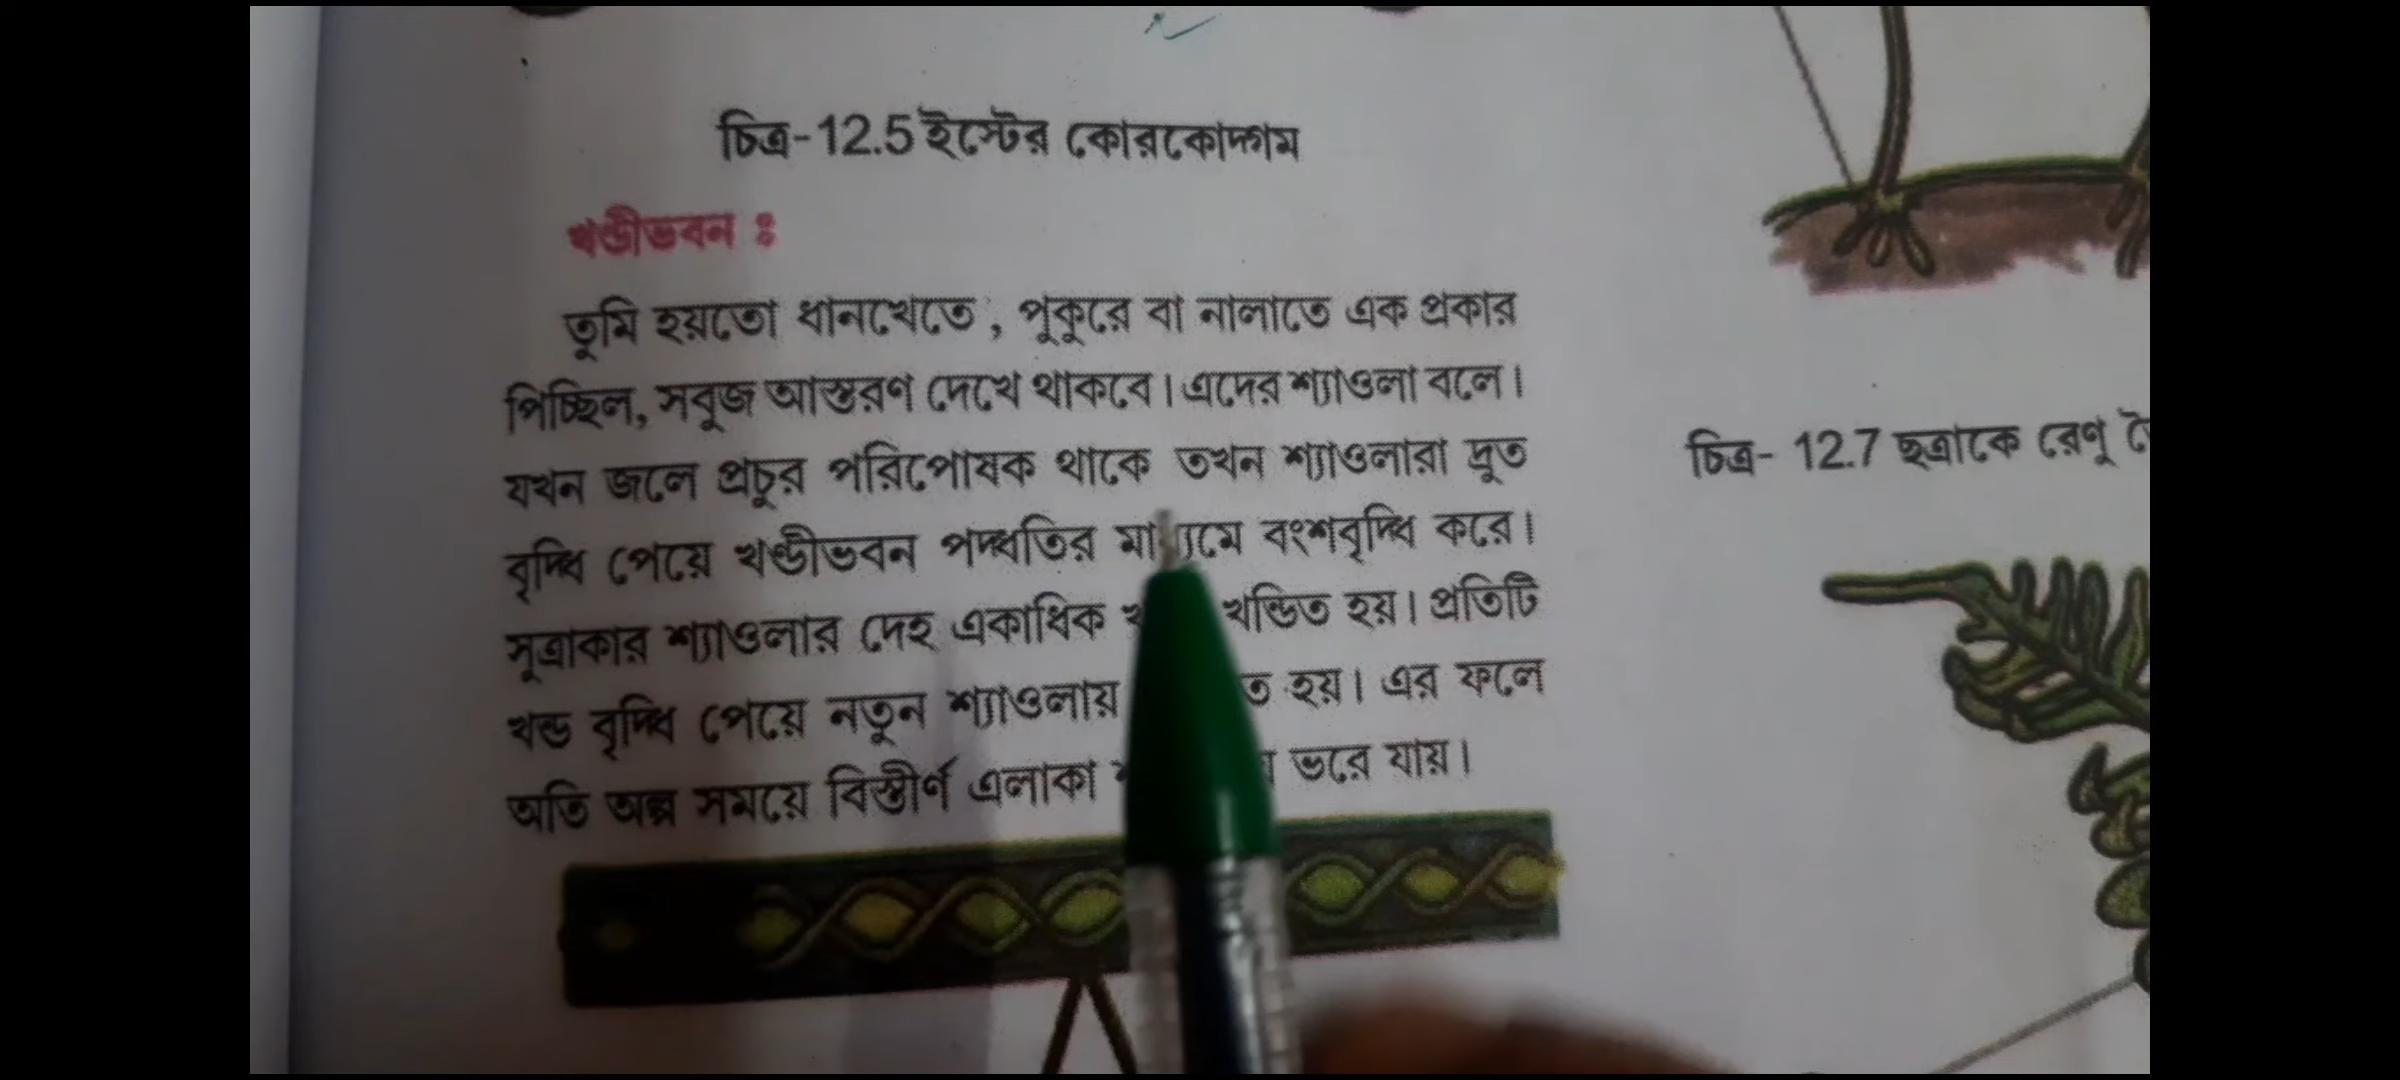 চিত্র-12.5 ইস্টের কোরকোদ্গম
খণ্ডীভবন ঃ
তুমি হয়তো ধানখেতে, পুকুরে বা নালাতে এক প্রকার
পিচ্ছিল, সবুজ আস্তরণ দেখে থাকবে। এদের শ্যাওলা বলে।
যখন জলে প্রচুর পরিপোষক থাকে তখন শ্যাওলারা দ্রুত
বৃদ্ধি পেয়ে খণ্ডীভবন পদ্ধতির মাধ্যমে বংশবৃদ্ধি করে।
সূত্রাকার শ্যাওলার দেহ একাধিক খন্ডিত হয়। প্রতিটি
খন্ড বৃদ্ধি পেয়ে নতুন শ্যাওলায় হয়। এর ফলে
অতি অল্প সময়ে বিস্তীর্ণ এলাকা ভরে যায়।
চিত্র- 12.7 ছত্রাকে রেণু